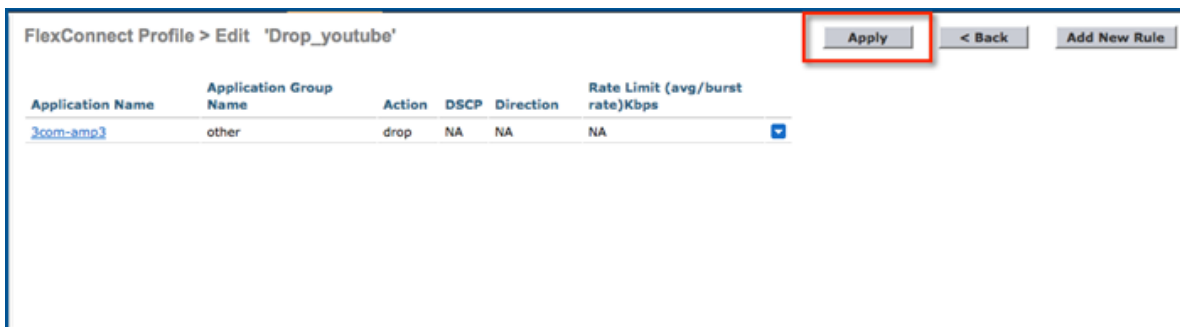 FlexConnect Profile > Edit 'Drop_youtube'
Apply
< Back
Add New Rule
Application Name
Application Group Name
Action
DSCP
Direction
Rate Limit (avg/burst rate)Kbps
3com-amp3
other
drop
NA
NA
NA